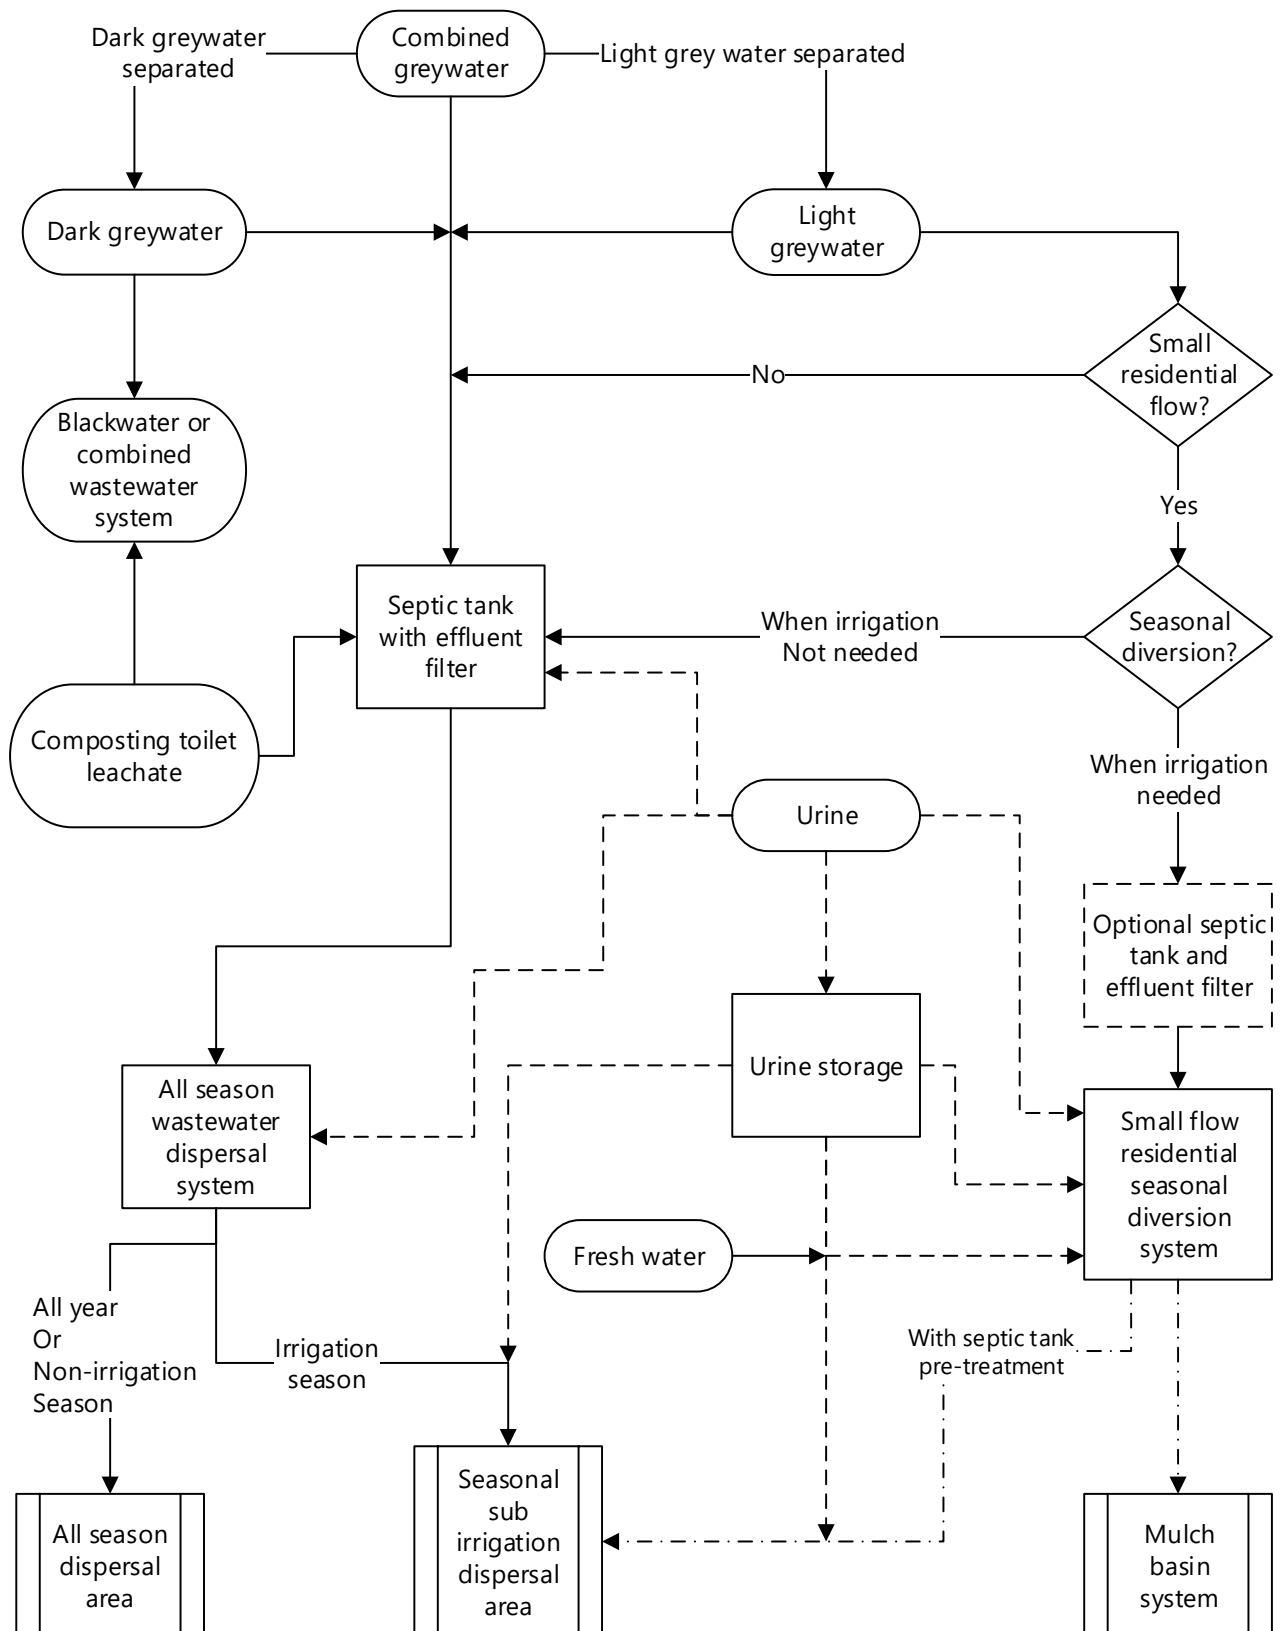 Dark greywater
separated
Combined
greywater
Light grey water separated
Dark greywater
Light
greywater
Small
residential
flow?
No
Blackwater or
combined
wastewater
system
Yes
Septic tank
with effluent
filter
When irrigation
Not needed
Seasonal
diversion?
Composting toilet
leachate
When irrigation
needed
Urine
Optional septic
tank and
effluent filter
Urine storage
All season
wastewater
dispersal
system
Small flow
residential
seasonal
diversion
system
Fresh water
All year
Or
Non-irrigation
Season
Irrigation
season
With septic tank
pre-treatment
All season
dispersal
area
Seasonal
sub
irrigation
dispersal
area
Mulch
basin
system